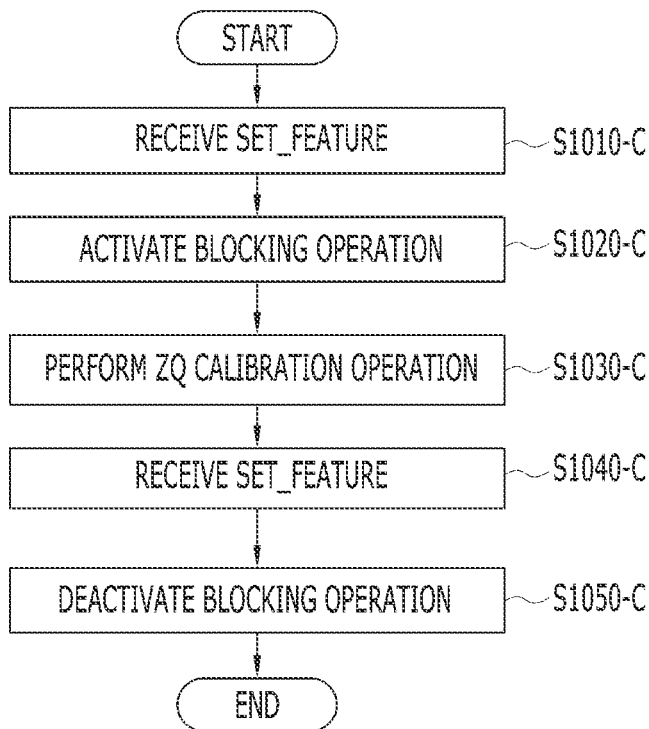 START
RECEIVE SET_FEATURE
S1010-C
ACTIVATE BLOCKING OPERATION
S1020-C
PERFORM ZQ CALIBRATION OPERATION
S1030-C
RECEIVE SET_FEATURE
S1040-C
DEACTIVATE BLOCKING OPERATION
S1050-C
END